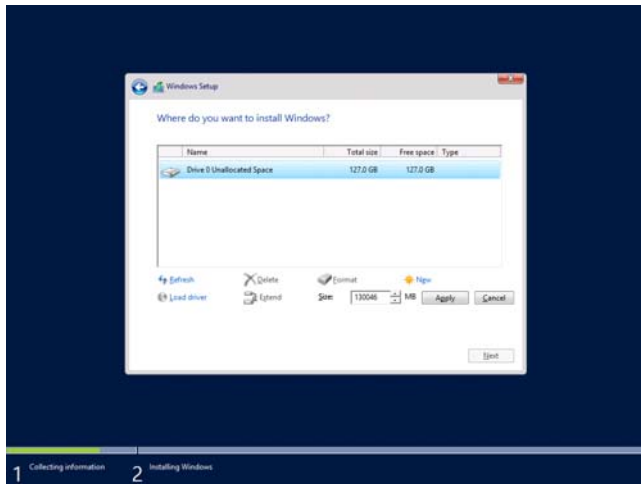 Windows Setup
Where do you want to install Windows?
Name Total size Free space Type
Drive 0 Unallocated Space 127.0 GB 127.0 GB
Refresh Delete Format New
Load driver Extend Size: 130046 MB Apply Cancel
Next
1 Collecting information 2 Installing Windows